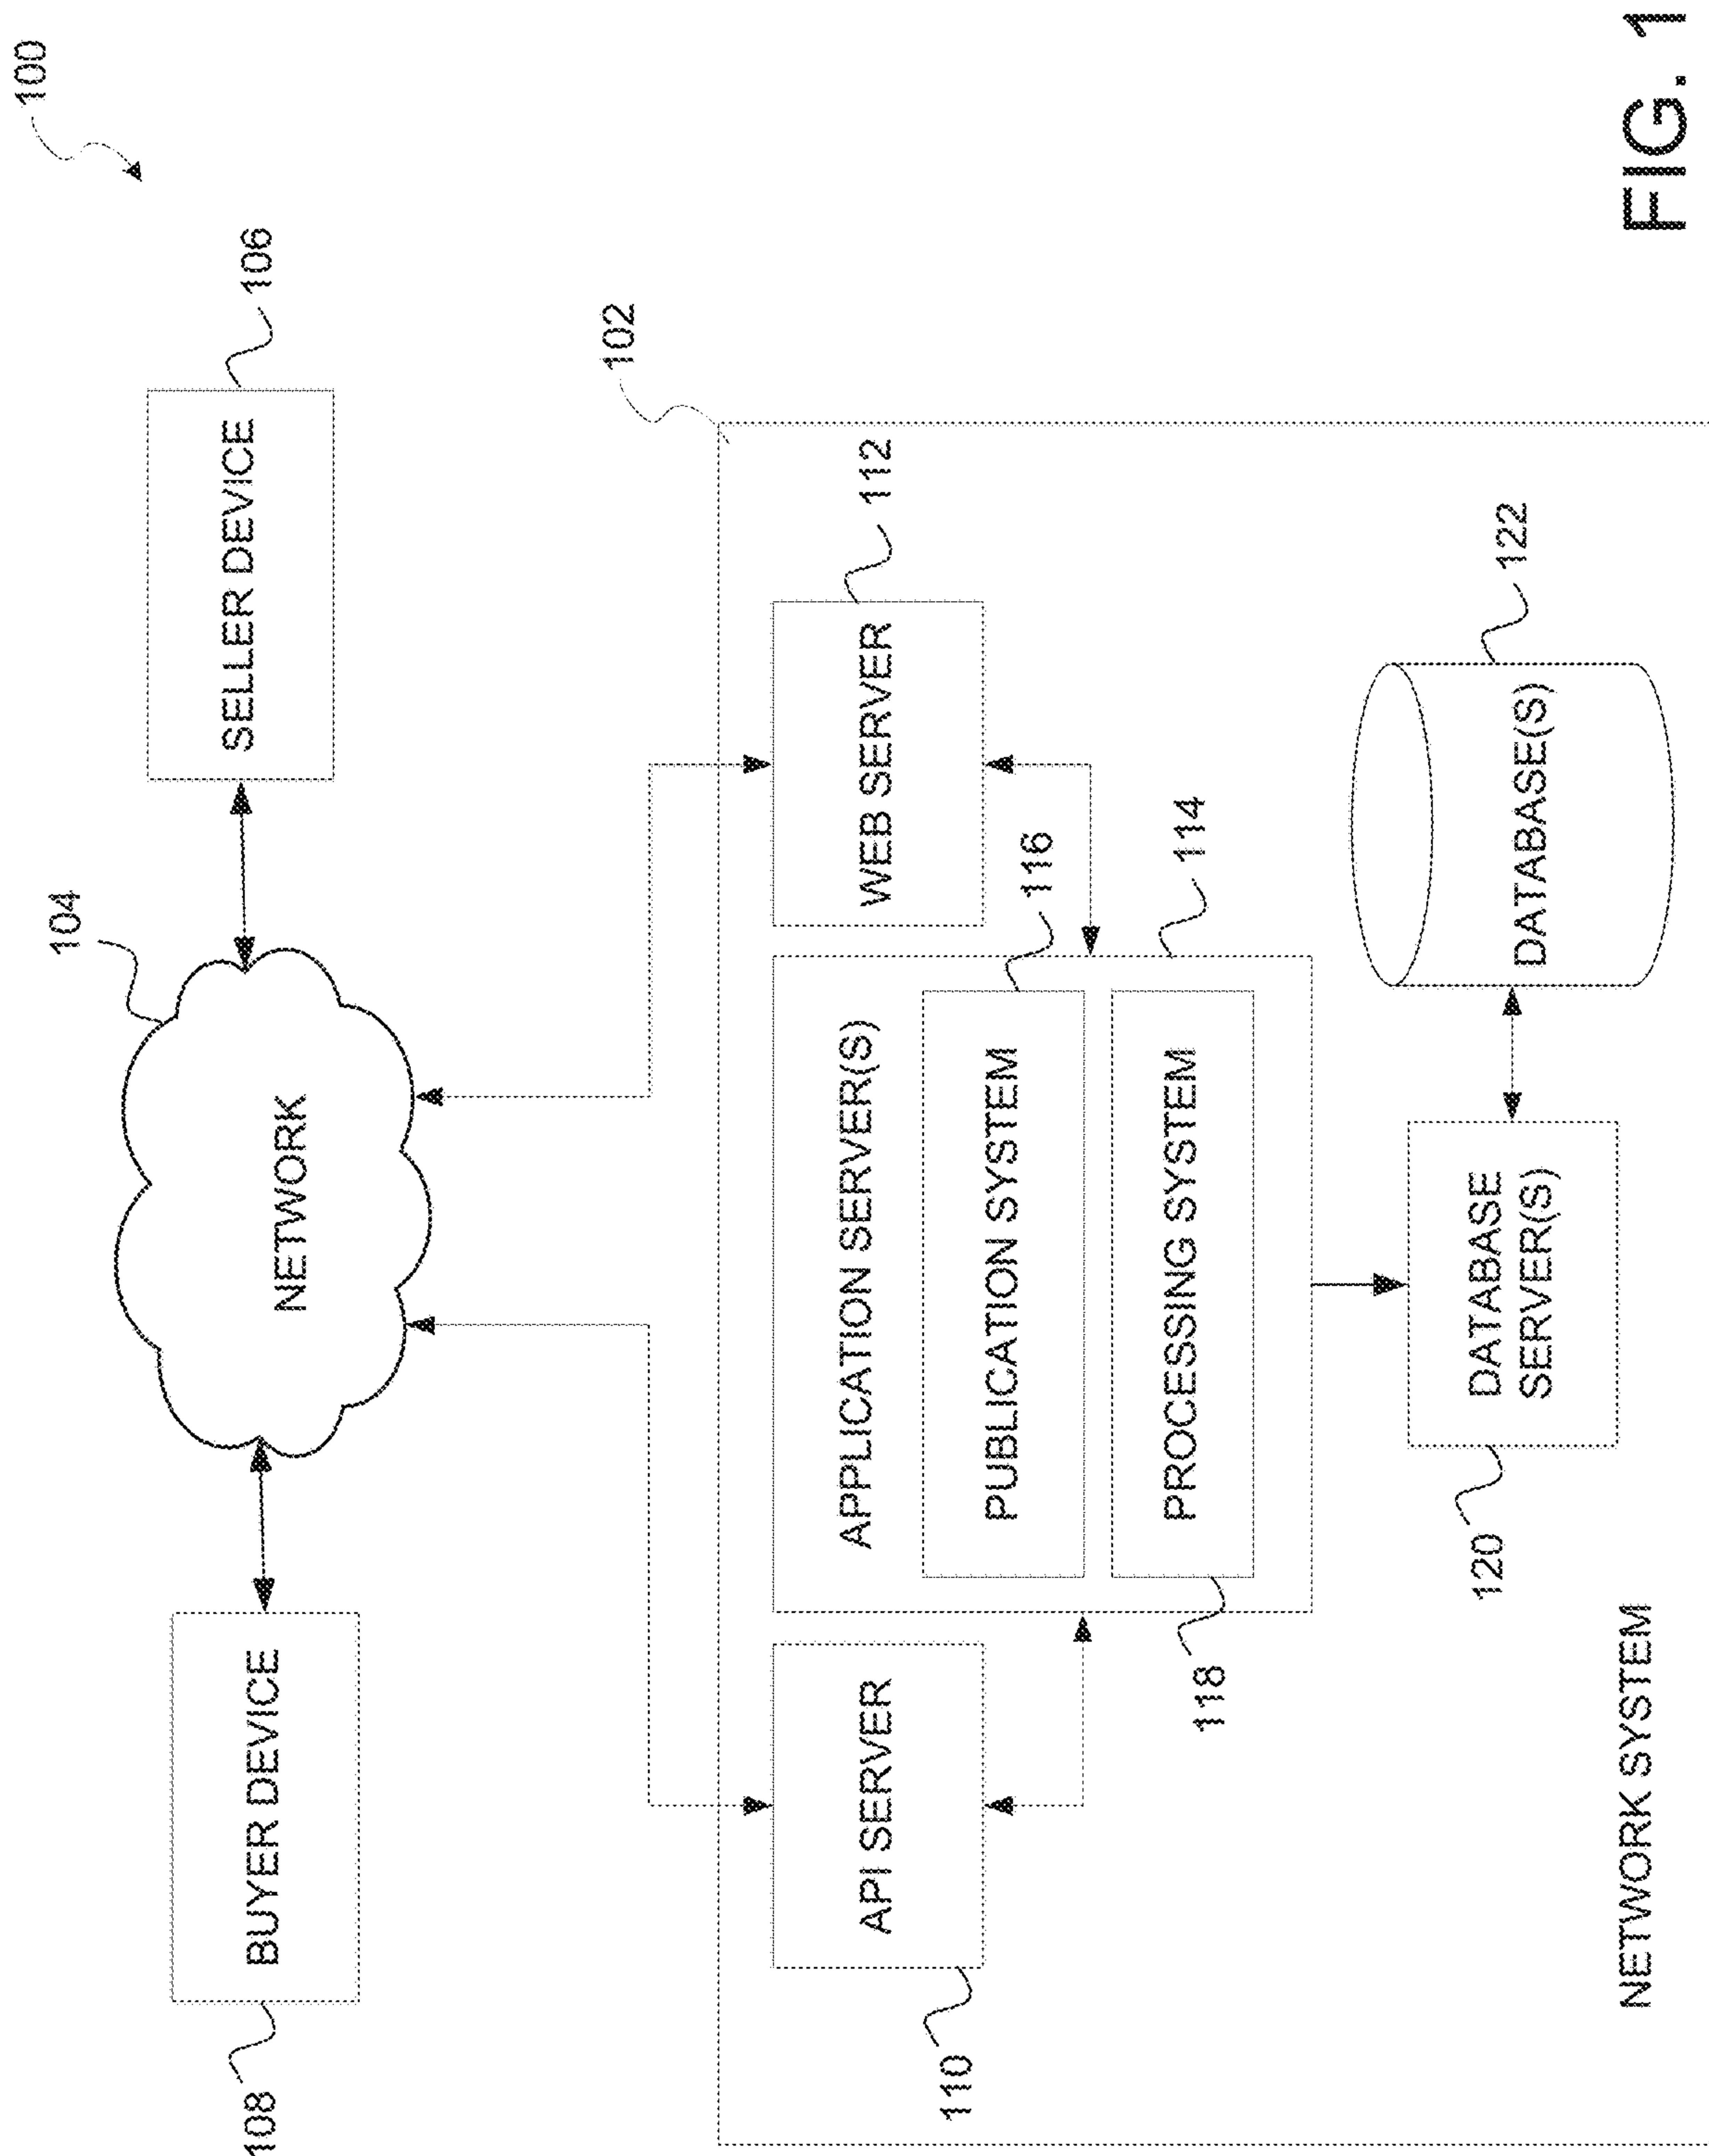 100
108
BUYER DEVICE
104
NETWORK
SELLER DEVICE
106
102
110
API SERVER
APPLICATION SERVER(S)
WEB SERVER
112
PUBLICATION SYSTEM
116
118
PROCESSING SYSTEM
114
120
DATABASE
SERVER(S)
DATABASE(S)
122
NETWORK SYSTEM
FIG. 1